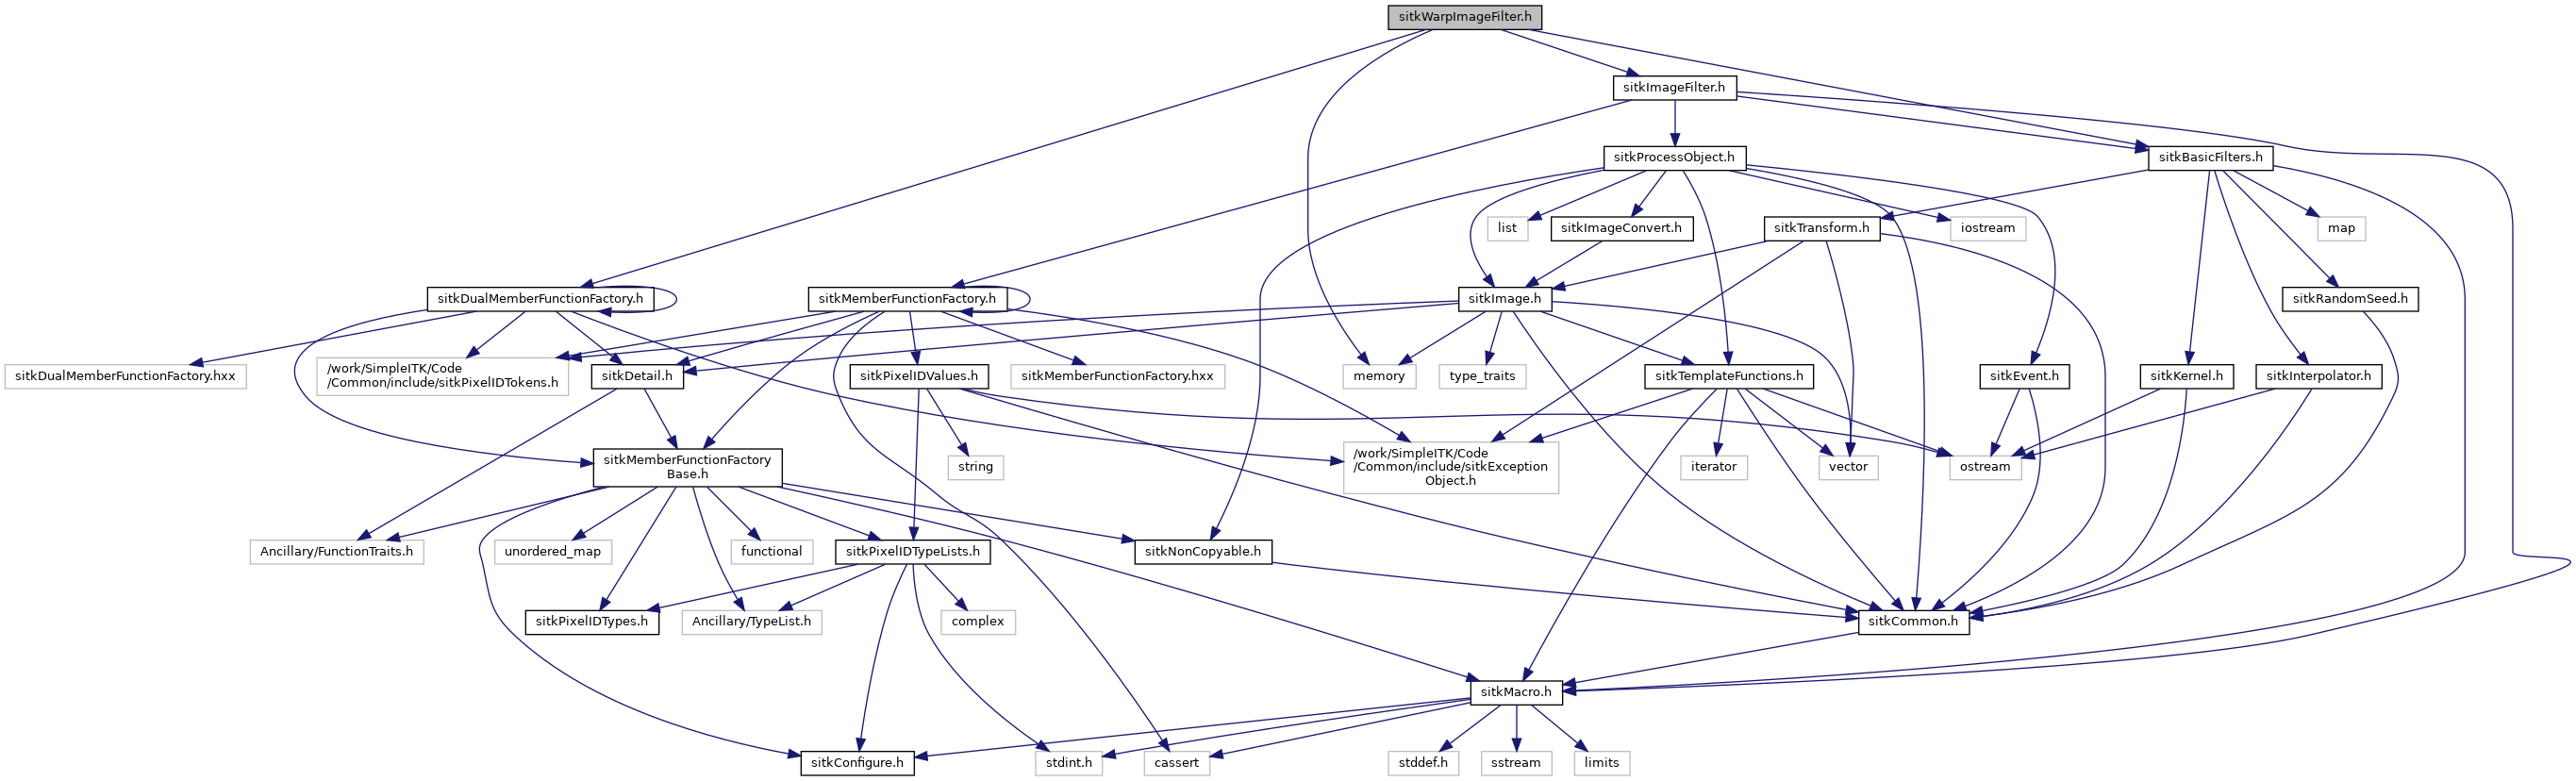 sitkWarpImageFilter.h
sitkImageFilter.h
sitkProcessObject.h
sitkBasicFilters.h
list
sitkImageConvert.h
sitkTransform.h
iostream
map
sitkDualMemberFunctionFactory.h
sitkMemberFunctionFactory.h
sitkImage.h
sitkRandomSeed.h
sitkDualMemberFunctionFactory.hxx
/work/SimpleITK/Code
/Common/include/sitkPixelIDTokens.h
sitkDetail.h
sitkPixelIDValues.h
sitkMemberFunctionFactory.hxx
memory
type_traits
sitkTemplateFunctions.h
sitkEvent.h
sitkKernel.h
sitkInterpolator.h
sitkMemberFunctionFactory
Base.h
string
/work/SimpleITK/Code
/Common/include/sitkException
Object.h
iterator
vector
ostream
Ancillary/FunctionTraits.h
unordered_map
functional
sitkPixelIDTypeLists.h
sitkNonCopyable.h
sitkPixelIDTypes.h
Ancillary/TypeList.h
complex
sitkCommon.h
sitkMacro.h
sitkConfigure.h
stdint.h
cassert
stddef.h
sstream
limits